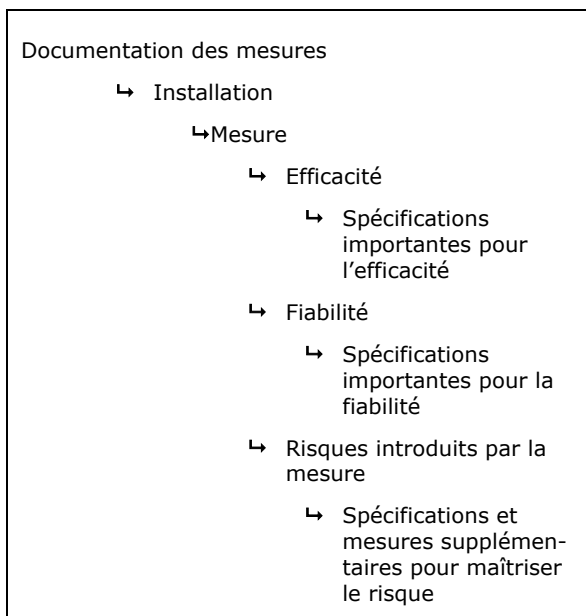 Documentation des mesures
↳ Installation
↳Mesure
↳ Efficacité
↳ Spécifications
importantes pour
l'efficacité
↳ Fiabilité
↳ Spécifications
importantes pour la
fiabilité
↳ Risques introduits par la
mesure
↳ Spécifications et
mesures supplémen-
taires pour maîtriser
le risque